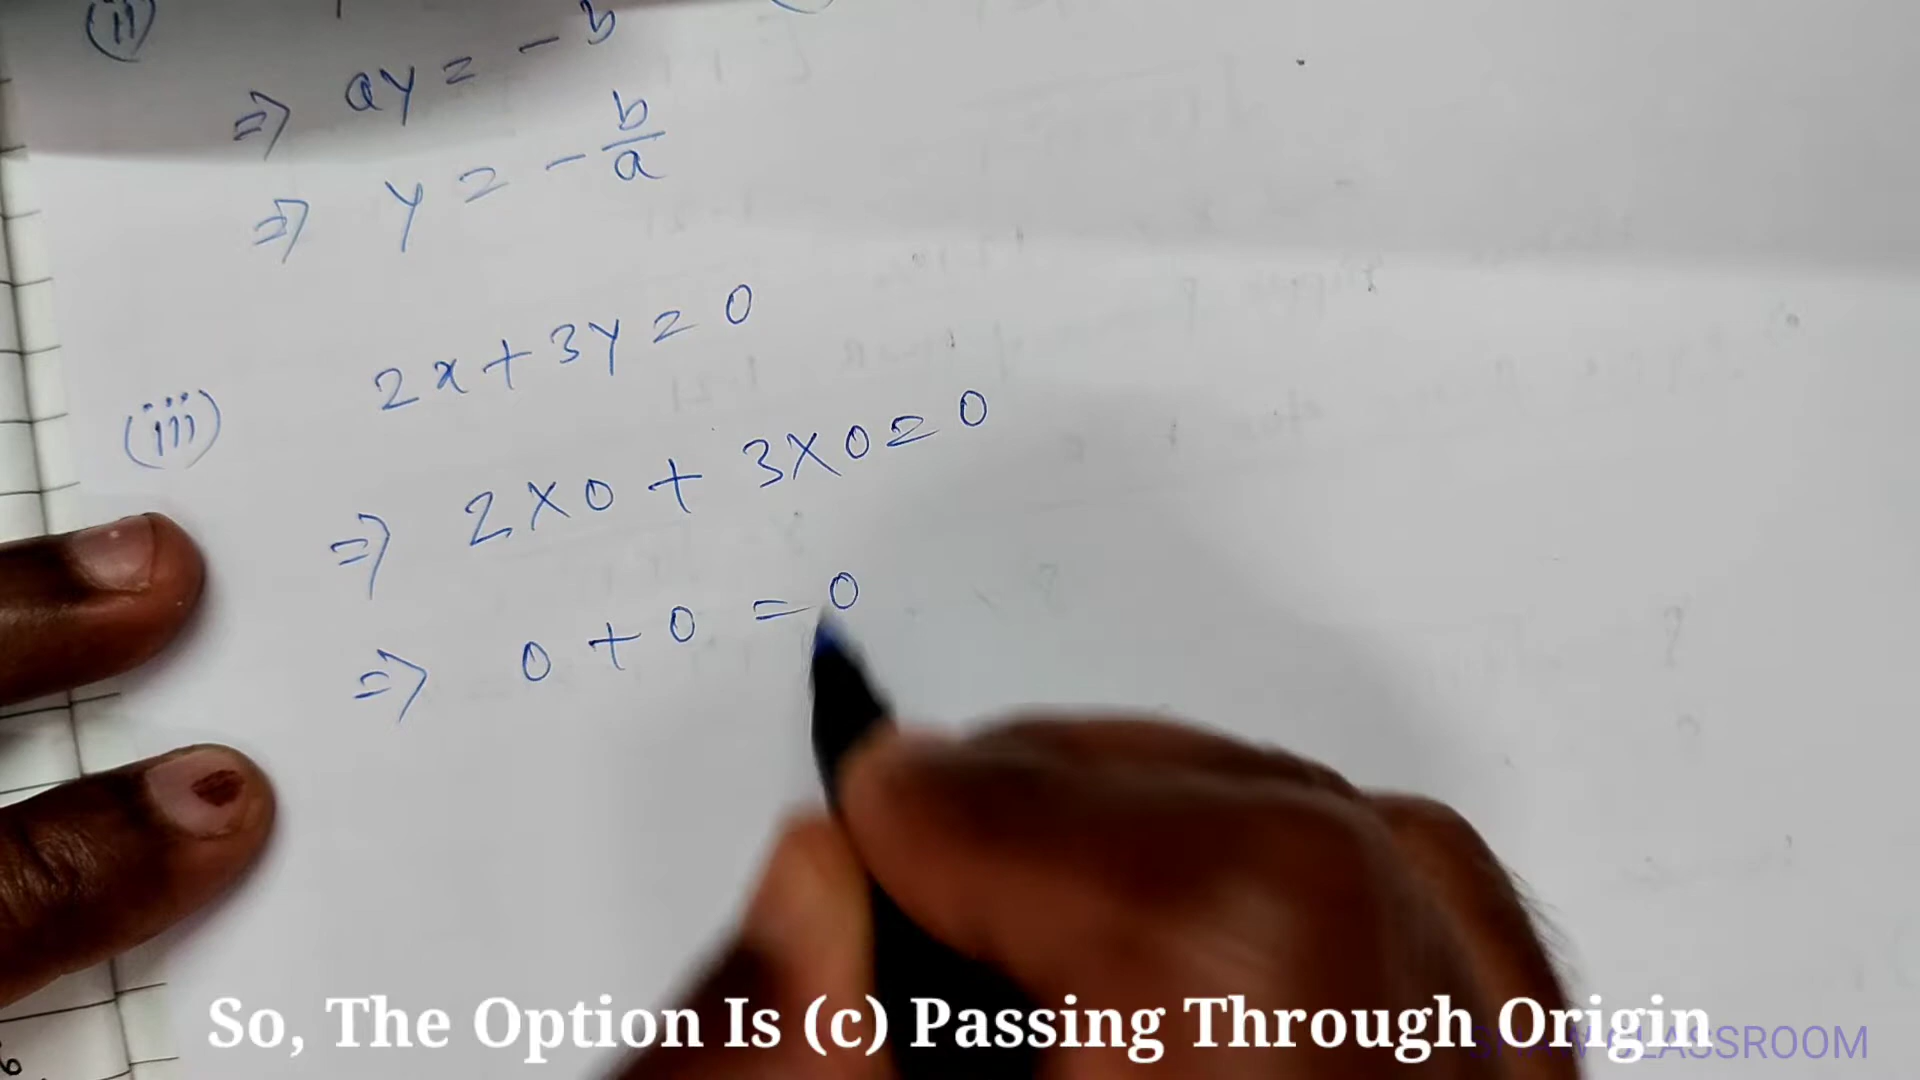 (ii)
⇒ ay = - b
⇒ y = - b/a
(iii) 2x + 3y = 0
⇒ 2×0 + 3×0 = 0
⇒ 0 + 0 = 0
So, The Option Is (c) Passing Through Origin
CLASSROOM